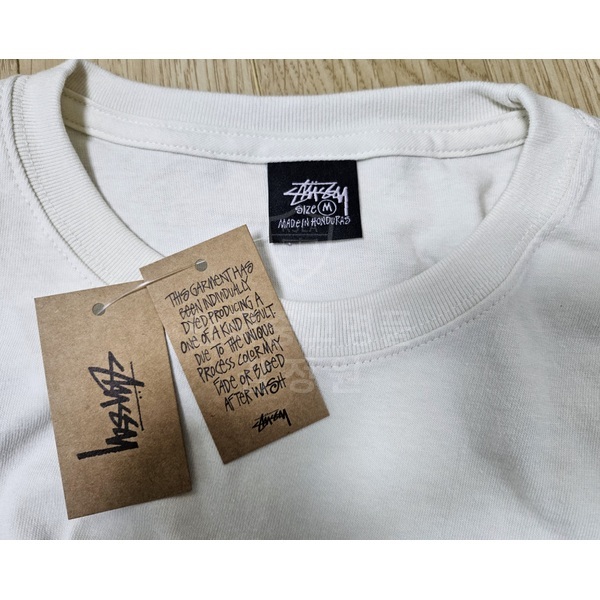 STÜSSY
SIZE M
MADE IN HONDURAS
STÜSSY
THIS GARMENT HAS
BEEN INDIVIDUALLY
DYED PRODUCING A
ONE OF A KIND RESULT.
DUE TO THE UNIQUE
PROCESS COLOR MAY
FADE OR BLEED
AFTER WASH
STÜSSY